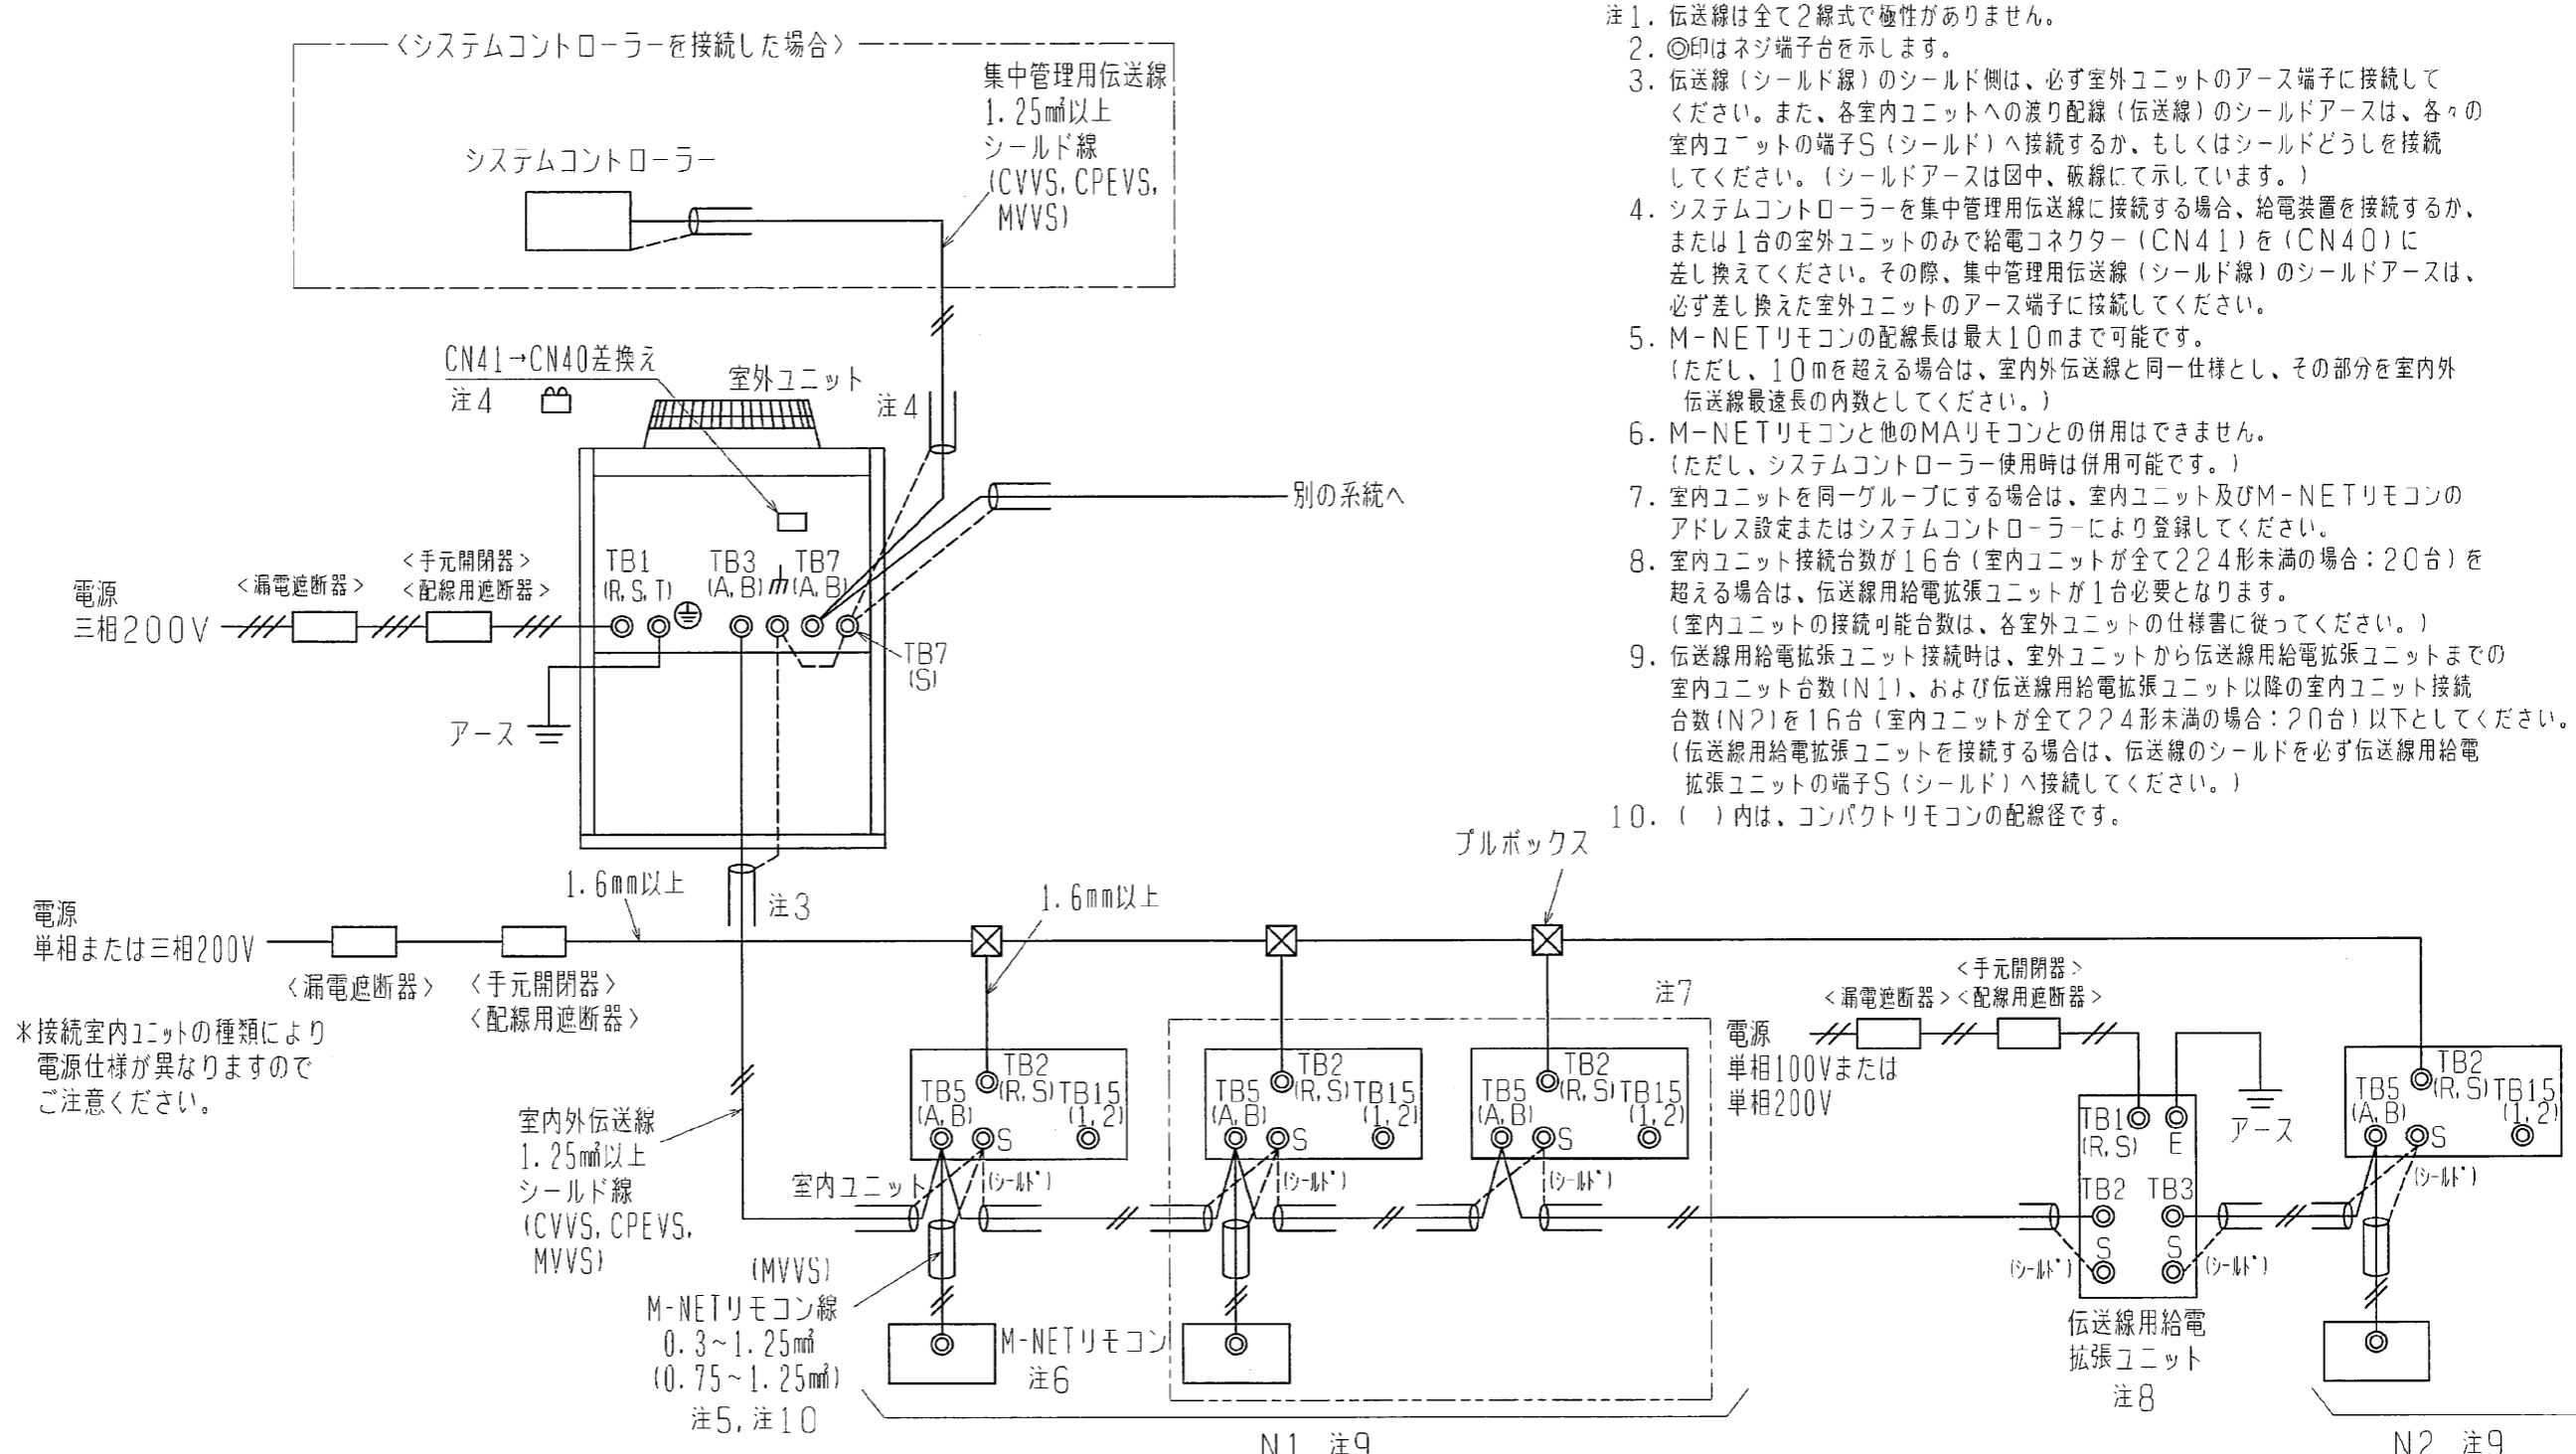 〈システムコントローラーを接続した場合〉
集中管理用伝送線
1.25㎟以上
シールド線
(CVVS, CPEVS,
MVVS)
システムコントローラー
CN41→CN40差換え
注4
室外ユニット
注4
別の系統へ
TB1
(R, S, T)
TB3
(A, B)
TB7
(A, B)
TB7
(S)
電源
三相200V
<漏電遮断器>
<手元開閉器>
<配線用遮断器>
アース
注3
1.6mm以上
1.6mm以上
プルボックス
電源
単相または三相200V
〈漏電遮断器〉
〈手元開閉器〉
〈配線用遮断器〉
*接続室内ユニットの種類により
電源仕様が異なりますので
ご注意ください。
室内外伝送線
1.25㎟以上
シールド線
(CVVS, CPEVS,
MVVS)
室内ユニット
TB2
(R, S)
TB5
(A, B)
TB15
(1, 2)
S
(シールド)
TB2
(R, S)
TB5
(A, B)
TB15
(1, 2)
S
(シールド)
TB2
(R, S)
TB5
(A, B)
TB15
(1, 2)
S
(シールド)
注7
(MVVS)
M-NETリモコン線
0.3~1.25㎟
(0.75~1.25㎟)
注5, 注10
M-NETリモコン
注6
N1 注9
電源
単相100Vまたは
単相200V
<漏電遮断器>
<手元開閉器>
<配線用遮断器>
アース
TB1
(R, S)
E
TB2
TB3
S
S
(シールド)
(シールド)
伝送線用給電
拡張ユニット
注8
TB2
(R, S)
TB5
(A, B)
TB15
(1, 2)
S
(シールド)
N2 注9
注1. 伝送線は全て2線式で極性がありません。
2. ◎印はネジ端子台を示します。
3. 伝送線(シールド線)のシールド側は、必ず室外ユニットのアース端子に接続して
ください。また、各室内ユニットへの渡り配線(伝送線)のシールドアースは、各々の
室内ユニットの端子S(シールド)へ接続するか、もしくはシールドどうしを接続
してください。(シールドアースは図中、破線にて示しています。)
4. システムコントローラーを集中管理用伝送線に接続する場合、給電装置を接続するか、
または1台の室外ユニットのみで給電コネクター(CN41)を(CN40)に
差し換えてください。その際、集中管理用伝送線(シールド線)のシールドアースは、
必ず差し換えた室外ユニットのアース端子に接続してください。
5. M-NETリモコンの配線長は最大10mまで可能です。
(ただし、10mを超える場合は、室内外伝送線と同一仕様とし、その部分を室内外
伝送線最遠長の内数としてください。)
6. M-NETリモコンと他のMAリモコンとの併用はできません。
(ただし、システムコントローラー使用時は併用可能です。)
7. 室内ユニットを同一グループにする場合は、室内ユニット及びM-NETリモコンの
アドレス設定またはシステムコントローラーにより登録してください。
8. 室内ユニット接続台数が16台(室内ユニットが全て224形未満の場合:20台)を
超える場合は、伝送線用給電拡張ユニットが1台必要となります。
(室内ユニットの接続可能台数は、各室外ユニットの仕様書に従ってください。)
9. 伝送線用給電拡張ユニット接続時は、室外ユニットから伝送線用給電拡張ユニットまでの
室内ユニット台数(N1)、および伝送線用給電拡張ユニット以降の室内ユニット接続
台数(N2)を16台(室内ユニットが全て224形未満の場合:20台)以下としてください。
(伝送線用給電拡張ユニットを接続する場合は、伝送線のシールドを必ず伝送線用給電
拡張ユニットの端子S(シールド)へ接続してください。)
10. ( )内は、コンパクトリモコンの配線径です。